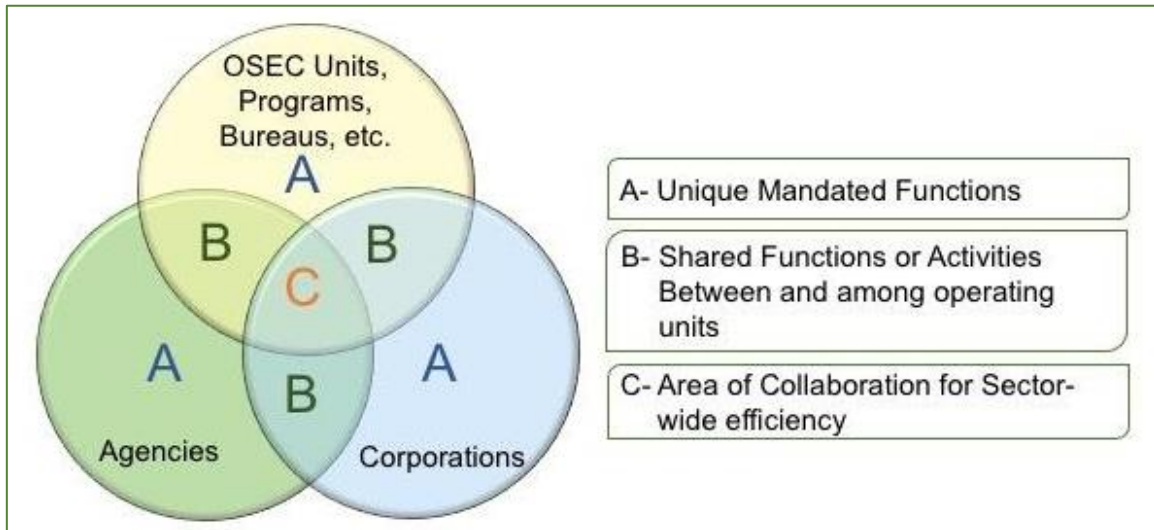 OSEC Units,
Programs,
Bureaus, etc.
A
B
B
C
A
A
B
Agencies
Corporations
A- Unique Mandated Functions
B- Shared Functions or Activities
Between and among operating
units
C- Area of Collaboration for Sector-
wide efficiency